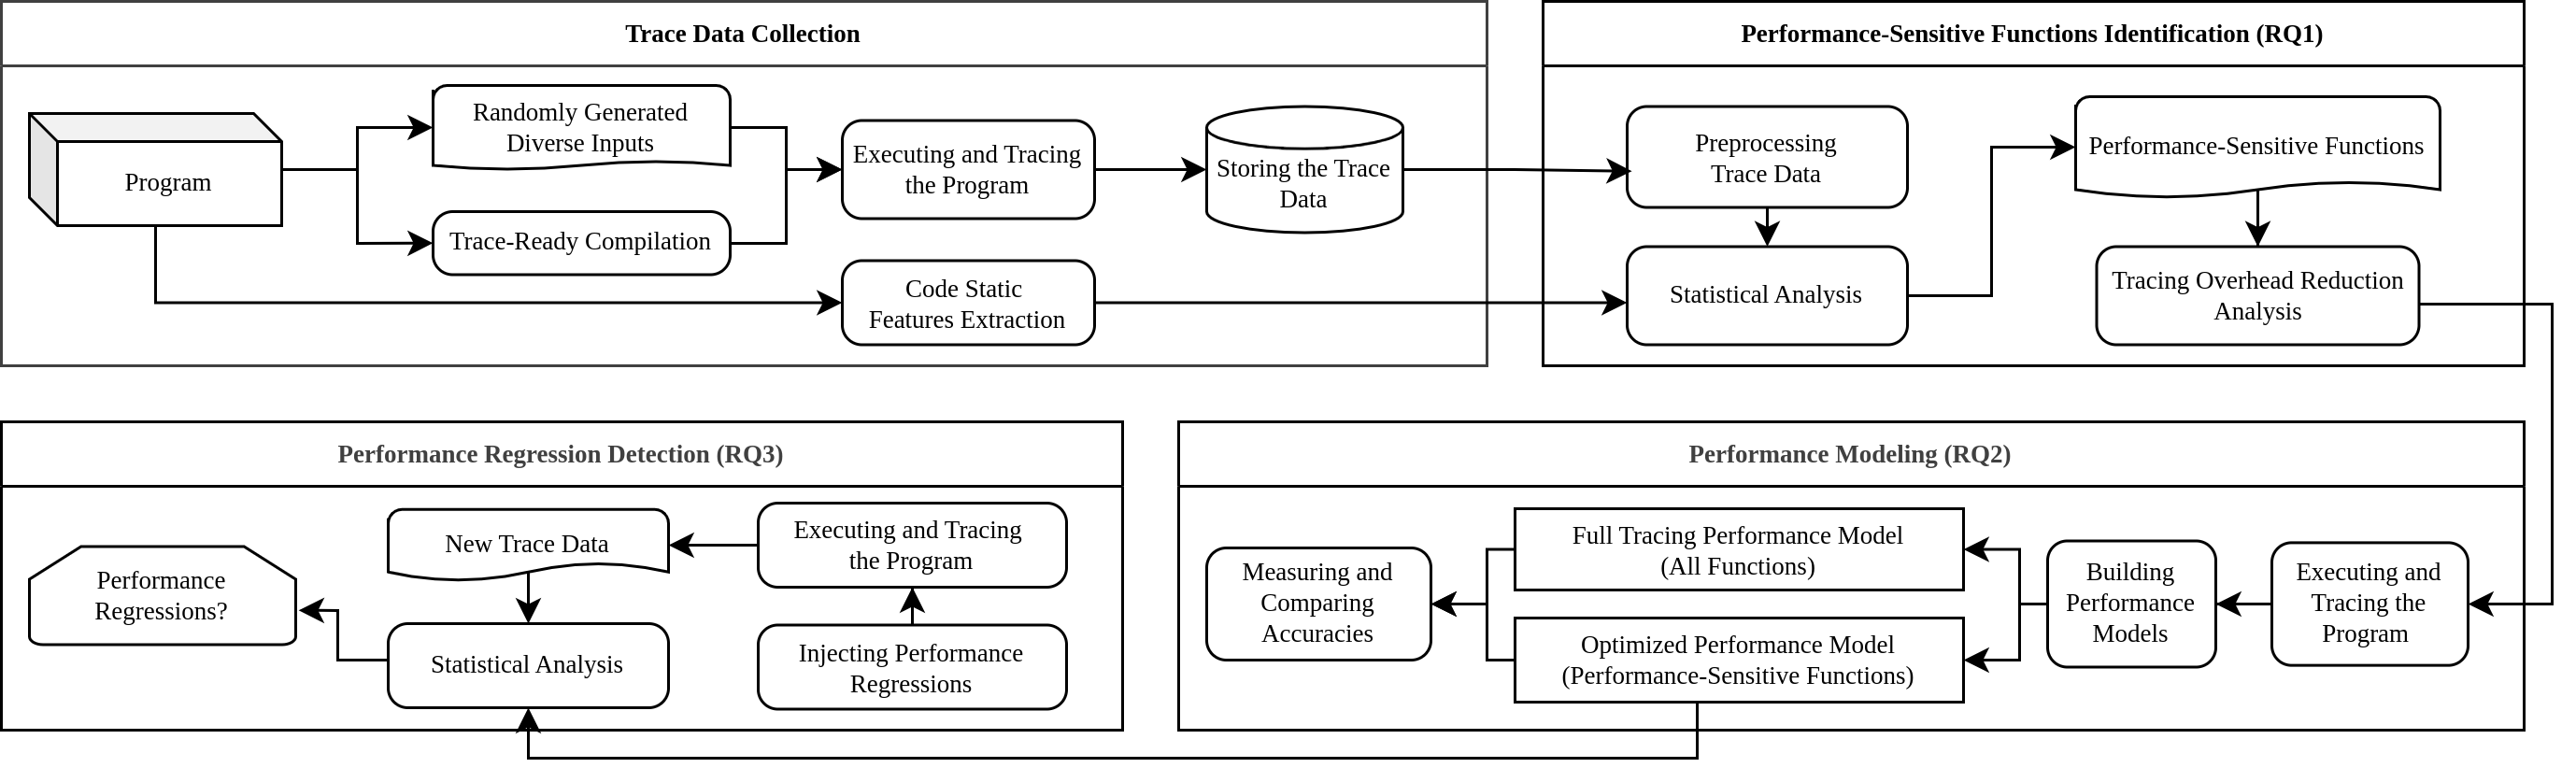 Trace Data Collection
Program
Randomly Generated
Diverse Inputs
Trace-Ready Compilation
Executing and Tracing
the Program
Code Static
Features Extraction
Storing the Trace
Data
Performance-Sensitive Functions Identification (RQ1)
Preprocessing
Trace Data
Statistical Analysis
Performance-Sensitive Functions
Tracing Overhead Reduction
Analysis
Performance Regression Detection (RQ3)
Performance
Regressions?
New Trace Data
Statistical Analysis
Executing and Tracing
the Program
Injecting Performance
Regressions
Performance Modeling (RQ2)
Measuring and
Comparing
Accuracies
Full Tracing Performance Model
(All Functions)
Optimized Performance Model
(Performance-Sensitive Functions)
Building
Performance
Models
Executing and
Tracing the
Program